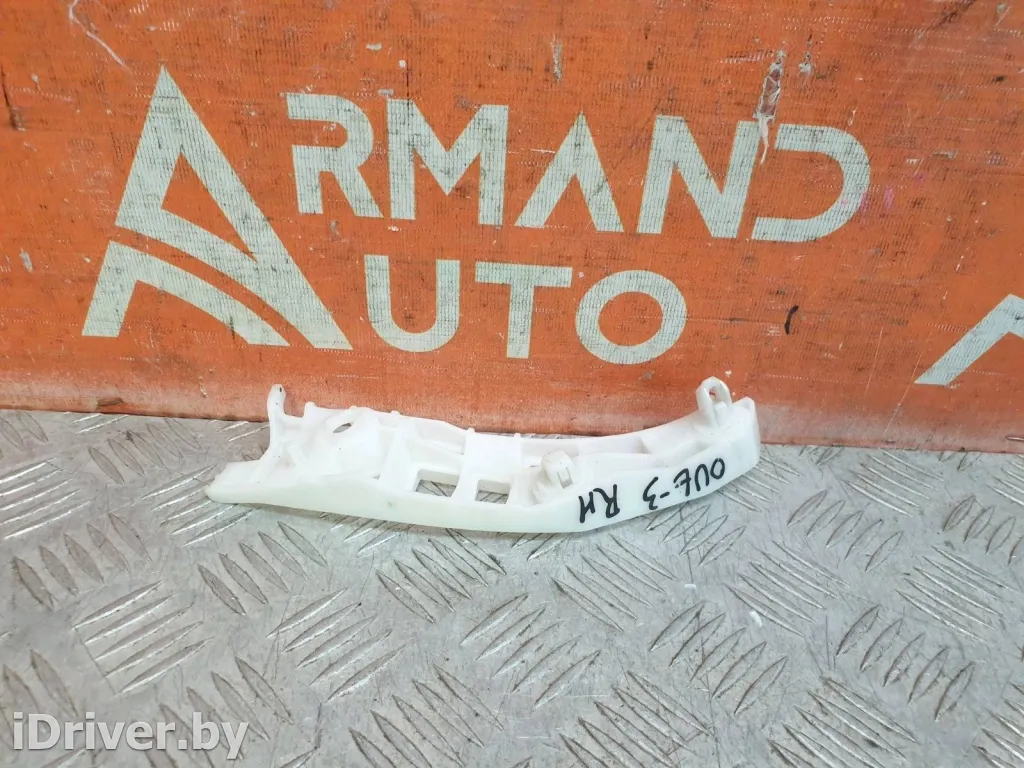 ARMAND
AUTO
OUE-3 RH
iDriver.by